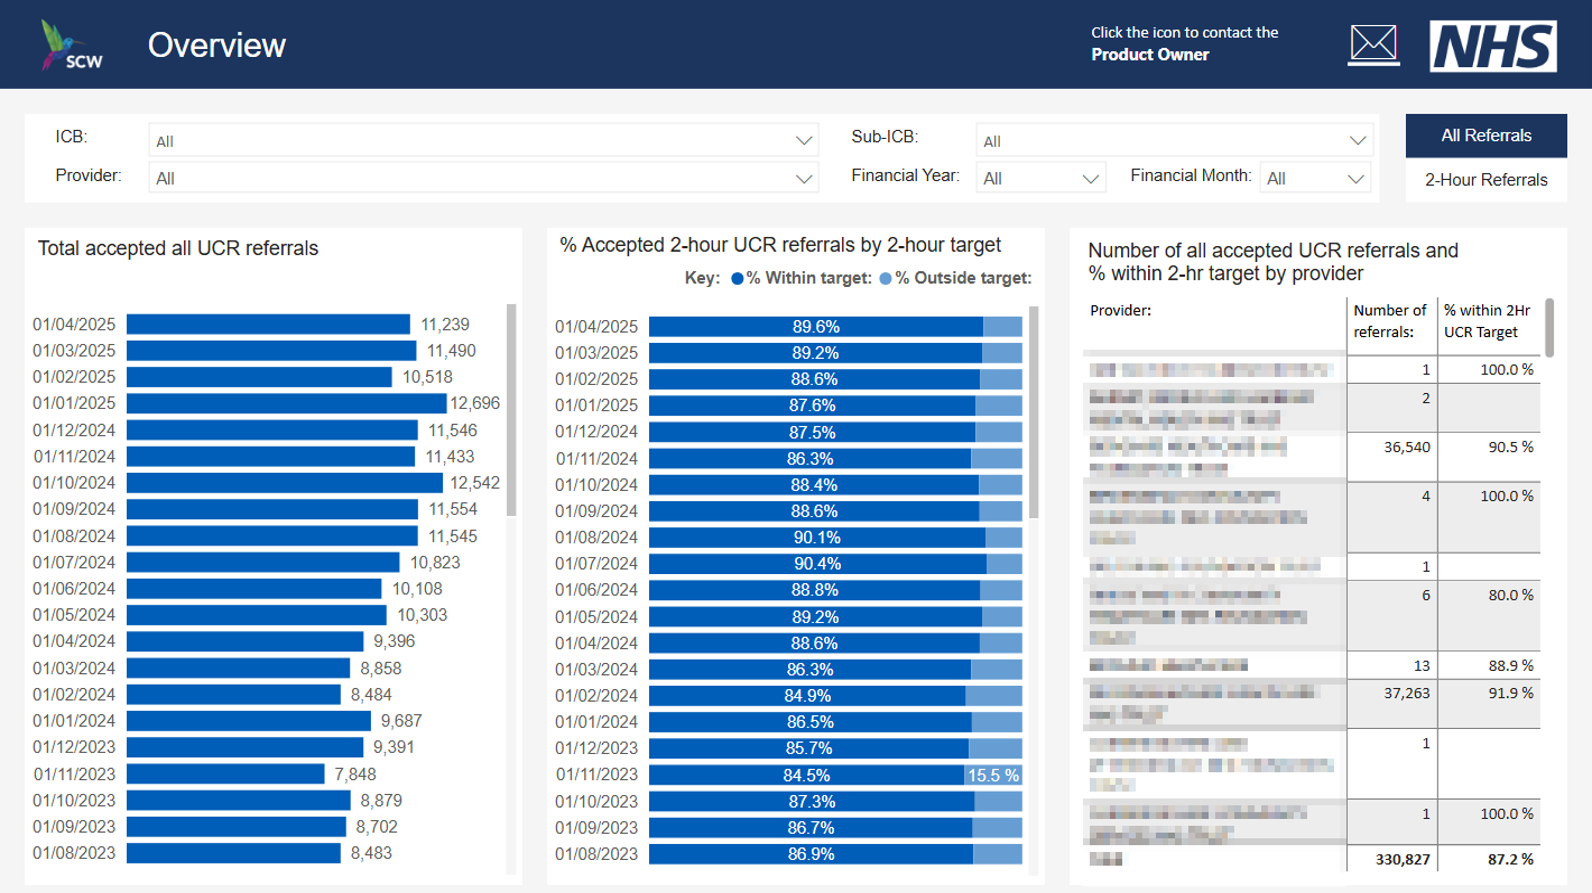 SCW
Overview
Click the icon to contact the
Product Owner
NHS
ICB:
All
Sub-ICB:
All
Provider:
All
Financial Year:
All
Financial Month:
All
All Referrals
2-Hour Referrals
Total accepted all UCR referrals
01/04/2025 11,239
01/03/2025 11,490
01/02/2025 10,518
01/01/2025 12,696
01/12/2024 11,546
01/11/2024 11,433
01/10/2024 12,542
01/09/2024 11,554
01/08/2024 11,545
01/07/2024 10,823
01/06/2024 10,108
01/05/2024 10,303
01/04/2024 9,396
01/03/2024 8,858
01/02/2024 8,484
01/01/2024 9,687
01/12/2023 9,391
01/11/2023 7,848
01/10/2023 8,879
01/09/2023 8,702
01/08/2023 8,483
% Accepted 2-hour UCR referrals by 2-hour target
Key: % Within target: % Outside target:
01/04/2025 89.6%
01/03/2025 89.2%
01/02/2025 88.6%
01/01/2025 87.6%
01/12/2024 87.5%
01/11/2024 86.3%
01/10/2024 88.4%
01/09/2024 88.6%
01/08/2024 90.1%
01/07/2024 90.4%
01/06/2024 88.8%
01/05/2024 89.2%
01/04/2024 88.6%
01/03/2024 86.3%
01/02/2024 84.9%
01/01/2024 86.5%
01/12/2023 85.7%
01/11/2023 84.5% 15.5 %
01/10/2023 87.3%
01/09/2023 86.7%
01/08/2023 86.9%
Number of all accepted UCR referrals and
% within 2-hr target by provider
Provider:
Number of
referrals:
% within 2Hr
UCR Target
1 100.0 %
2
36,540 90.5 %
4 100.0 %
1
6 80.0 %
13 88.9 %
37,263 91.9 %
1
1 100.0 %
330,827 87.2 %